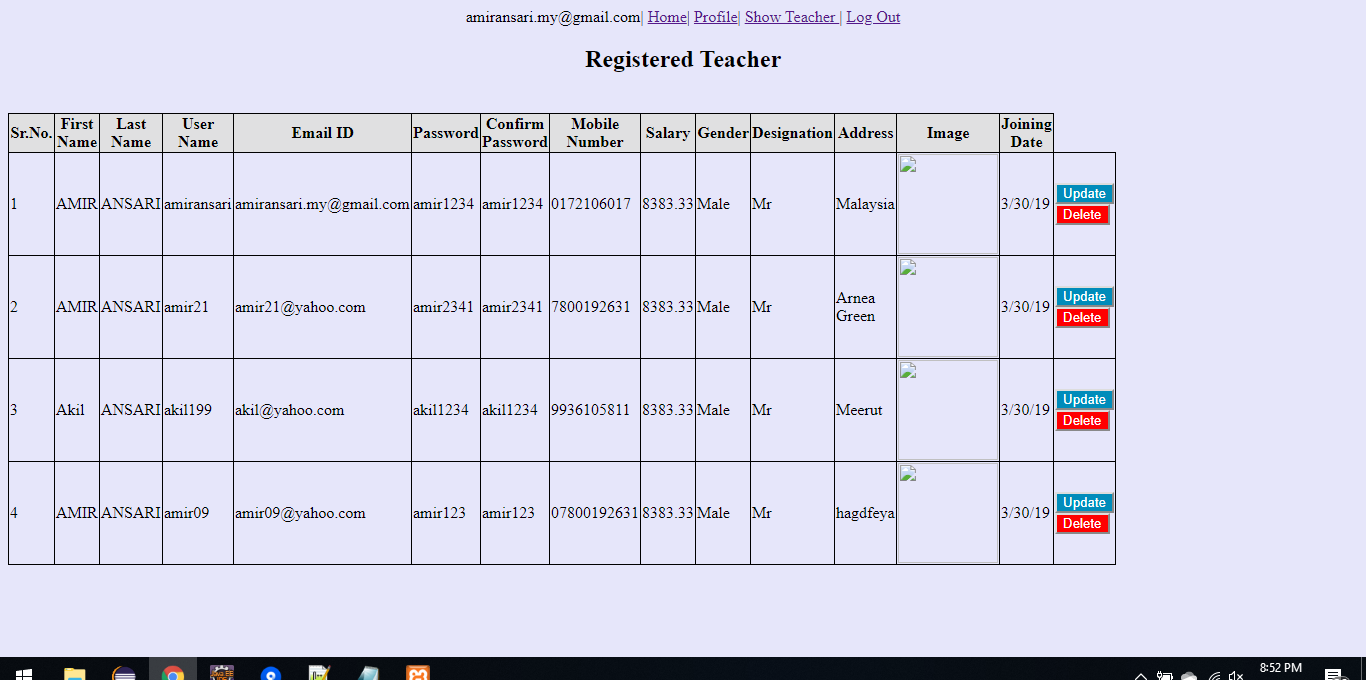 amiransari.my@gmail.com| Home| Profile| Show Teacher | Log Out
Registered Teacher
Sr.No. First Name Last Name User Name Email ID Password Confirm Password Mobile Number Salary Gender Designation Address Image Joining Date
1 AMIR ANSARI amiransari amiransari.my@gmail.com amir1234 amir1234 0172106017 8383.33 Male Mr Malaysia 3/30/19 Update Delete
2 AMIR ANSARI amir21 amir21@yahoo.com amir2341 amir2341 7800192631 8383.33 Male Mr Arnea Green 3/30/19 Update Delete
3 Akil ANSARI akil199 akil@yahoo.com akil1234 akil1234 9936105811 8383.33 Male Mr Meerut 3/30/19 Update Delete
4 AMIR ANSARI amir09 amir09@yahoo.com amir123 amir123 07800192631 8383.33 Male Mr hagdfeya 3/30/19 Update Delete
8:52 PM